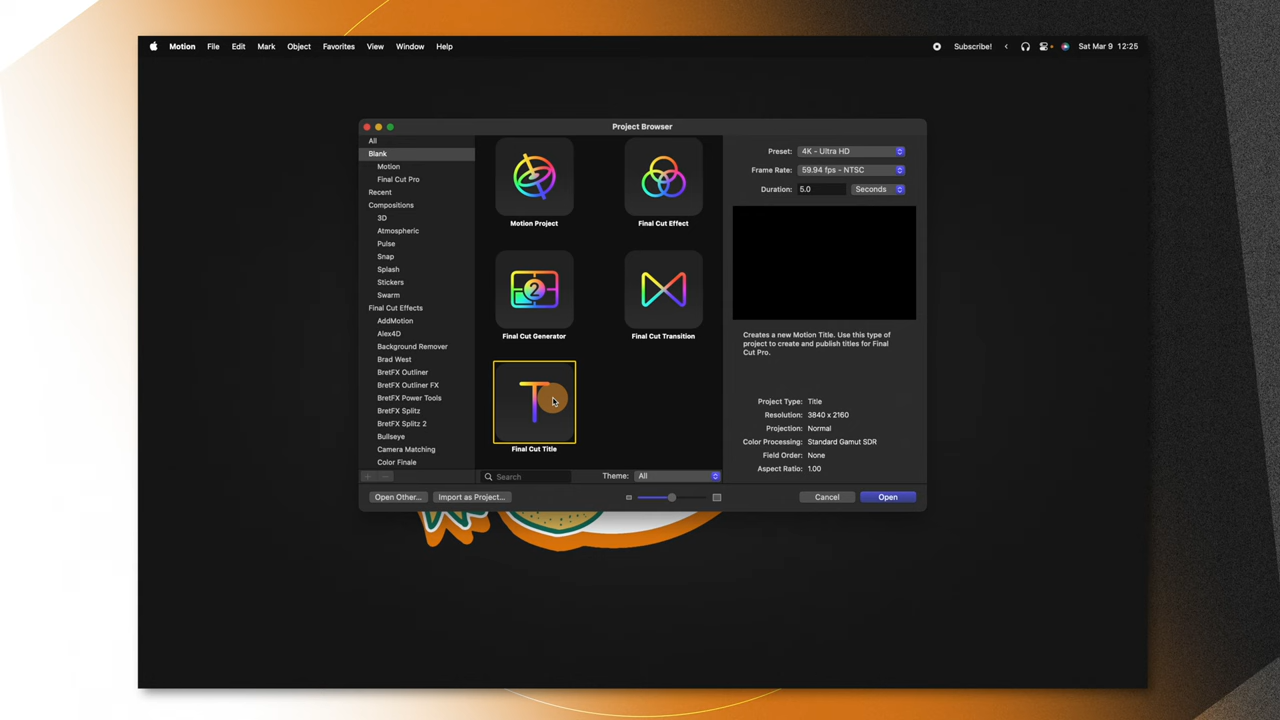 Motion File Edit Mark Object Favorites View Window Help
Subscribe! Sat Mar 9 12:25
Project Browser
All
Blank
Motion
Final Cut Pro
Recent
Compositions
3D
Atmospheric
Pulse
Snap
Splash
Stickers
Swarm
Final Cut Effects
AddMotion
Alex4D
Background Remover
Brad West
BretFX Outliner
BretFX Outliner FX
BretFX Power Tools
BretFX Splitz
BretFX Splitz 2
Bullseye
Camera Matching
Color Finale
Motion Project
Final Cut Effect
2
Final Cut Generator
Final Cut Transition
T
Final Cut Title
Search
Theme: All
Preset: 4K - Ultra HD
Frame Rate: 59.94 fps - NTSC
Duration: 5.0 Seconds
Creates a new Motion Title. Use this type of
project to create and publish titles for Final
Cut Pro.
Project Type: Title
Resolution: 3840 x 2160
Projection: Normal
Color Processing: Standard Gamut SDR
Field Order: None
Aspect Ratio: 1.00
Open Other... Import as Project...
Cancel Open